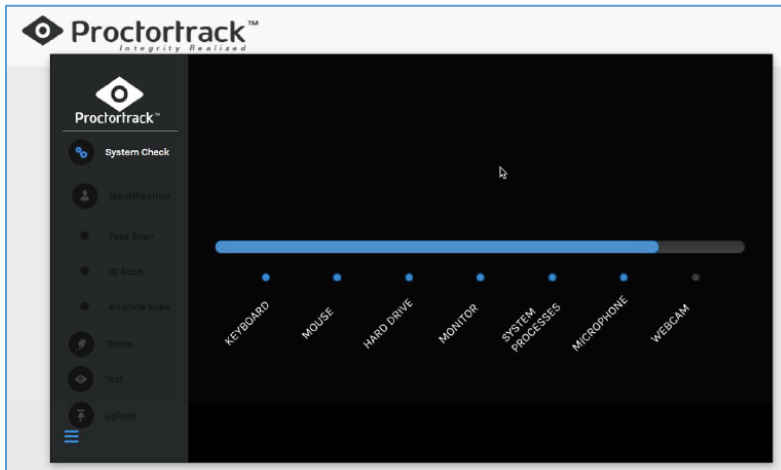 Proctortrack™
Integrity Realized
Proctortrack™
System Check
Identification
Face Scan
ID Scan
Knuckle Scan
Terms
Test
Upload
KEYBOARD
MOUSE
HARD DRIVE
MONITOR
SYSTEM
PROCESSES
MICROPHONE
WEBCAM